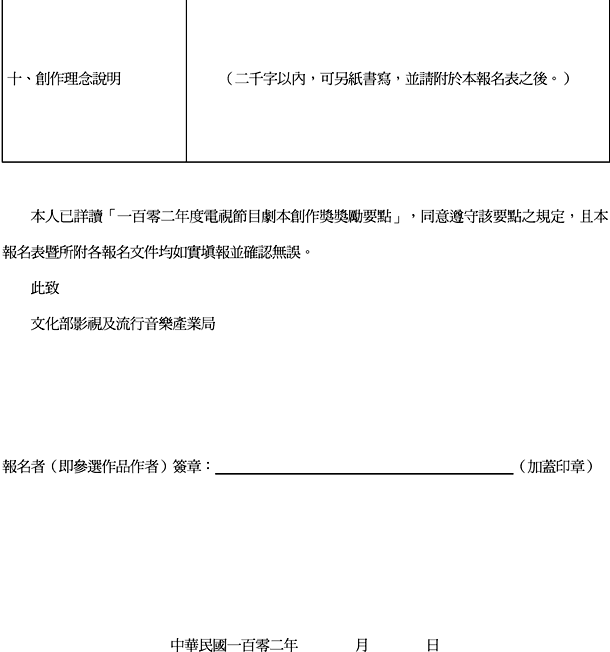 十、創作理念說明
（二千字以內，可另紙書寫，並請附於本報名表之後。）
本人已詳讀「一百零二年度電視節目劇本創作獎獎勵要點」，同意遵守該要點之規定，且本
報名表暨所附各報名文件均如實填報並確認無誤。
此致
文化部影視及流行音樂產業局
報名者（即參選作品作者）簽章：（加蓋印章）
中華民國一百零二年 月 日